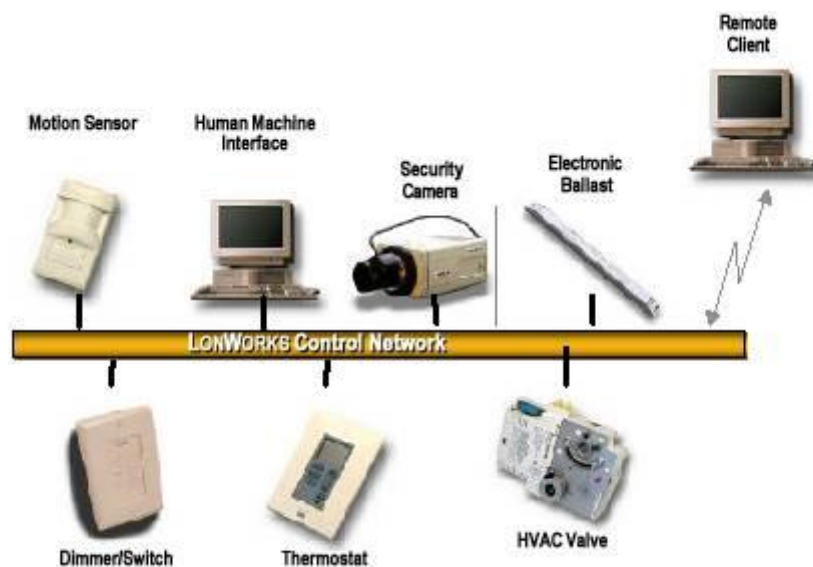 Remote
Client
Motion Sensor
Human Machine
Interface
Security
Camera
Electronic
Ballast
LONWORKS Control Network
Dimmer/Switch
Thermostat
HVAC Valve